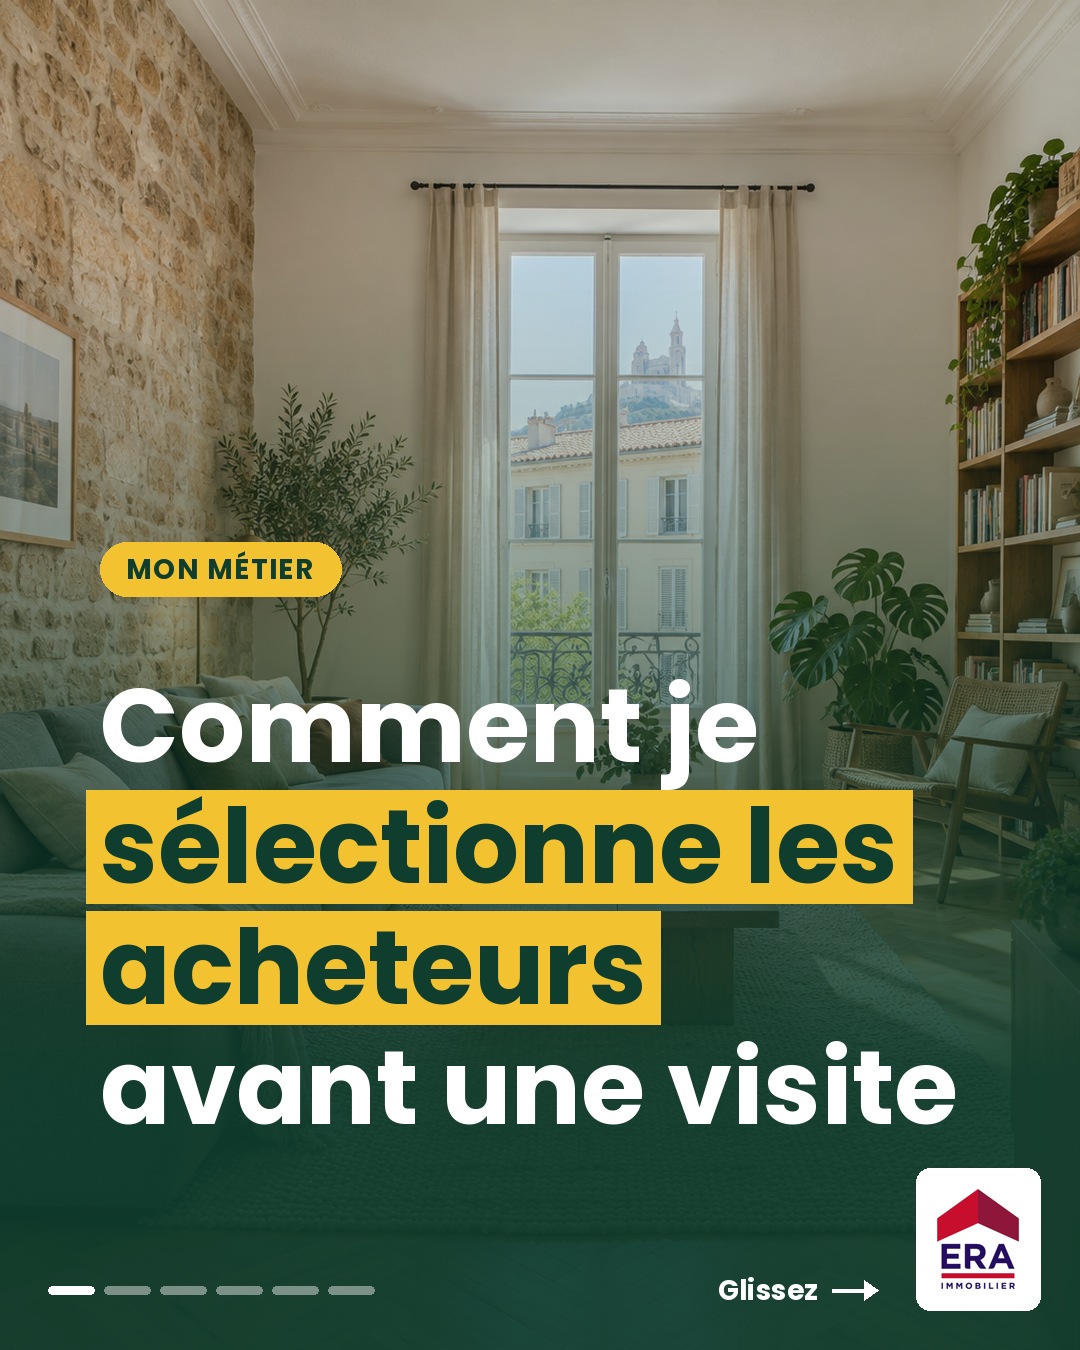 MON MÉTIER
Comment je
sélectionne les
acheteurs
avant une visite
Glissez
ERA
IMMOBILIER